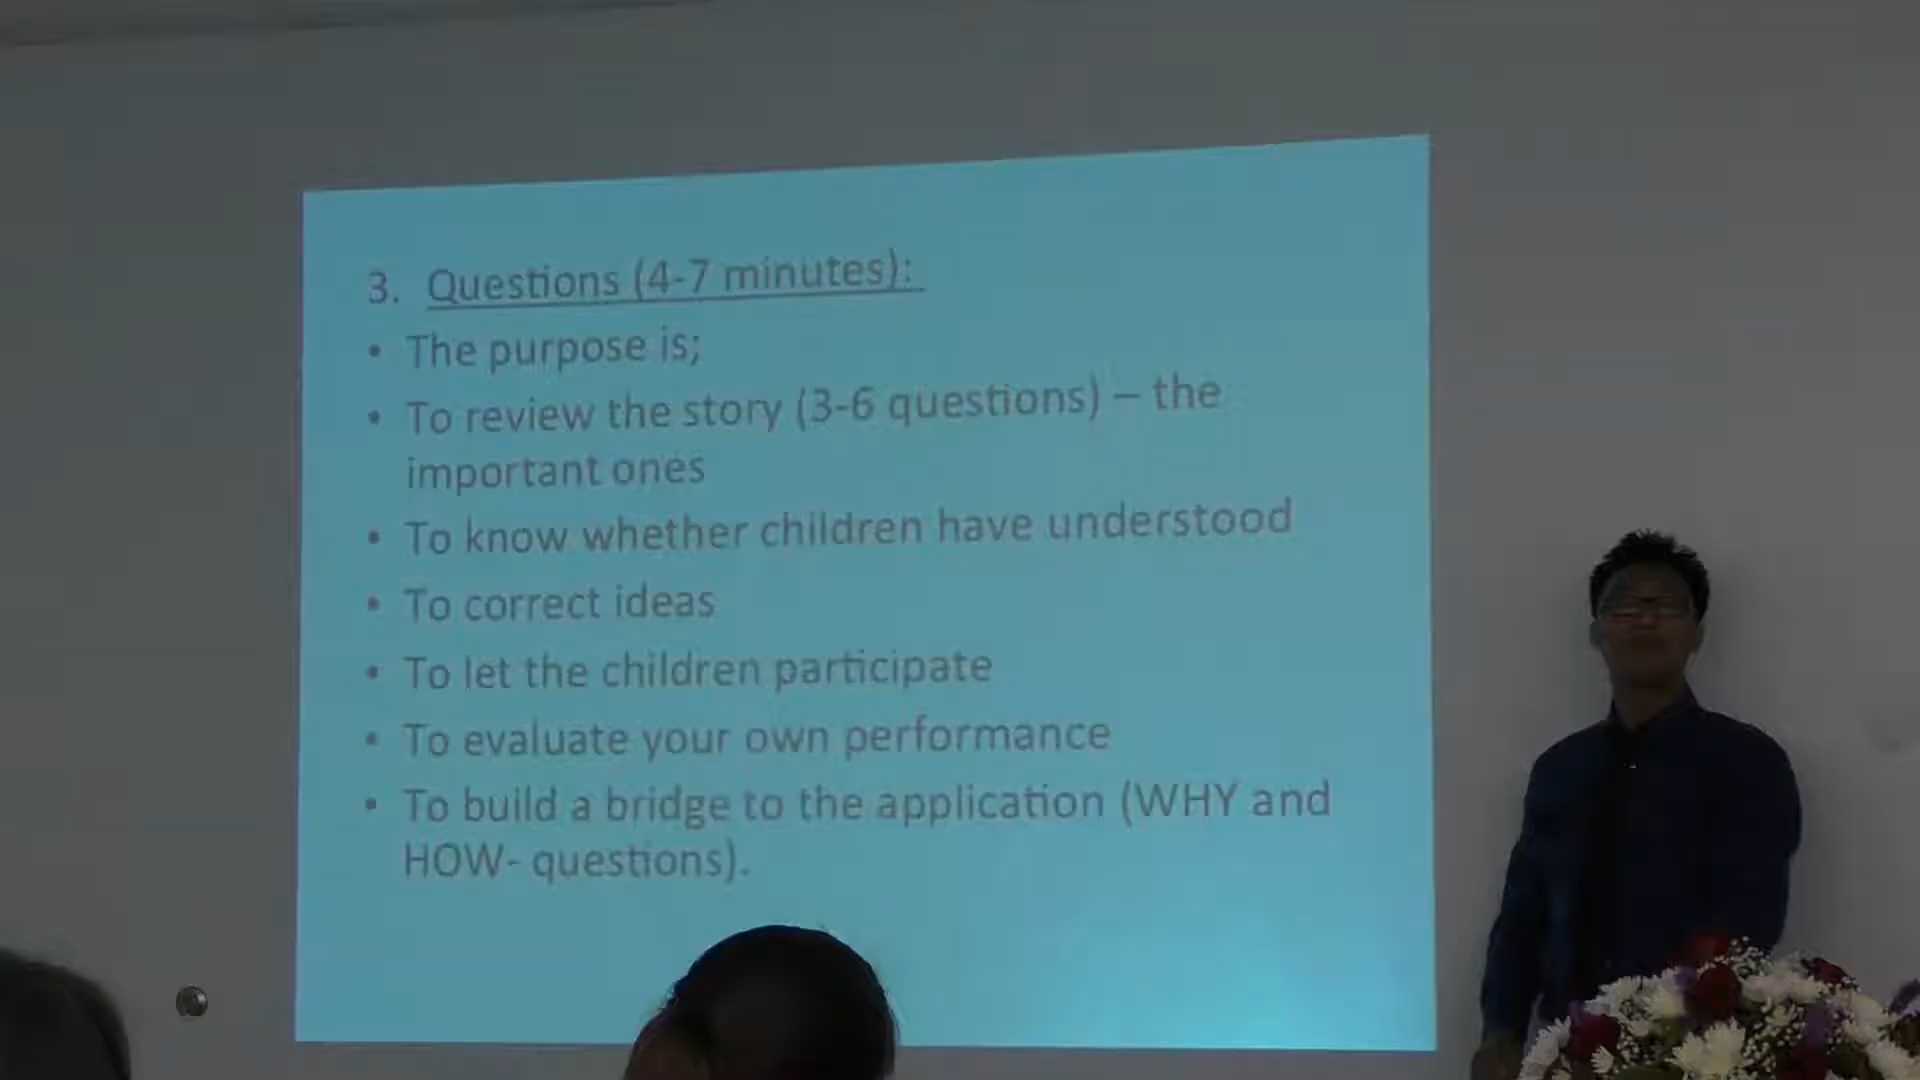 3. Questions (4-7 minutes):
• The purpose is;
• To review the story (3-6 questions) – the
important ones
• To know whether children have understood
• To correct ideas
• To let the children participate
• To evaluate your own performance
• To build a bridge to the application (WHY and
HOW- questions).